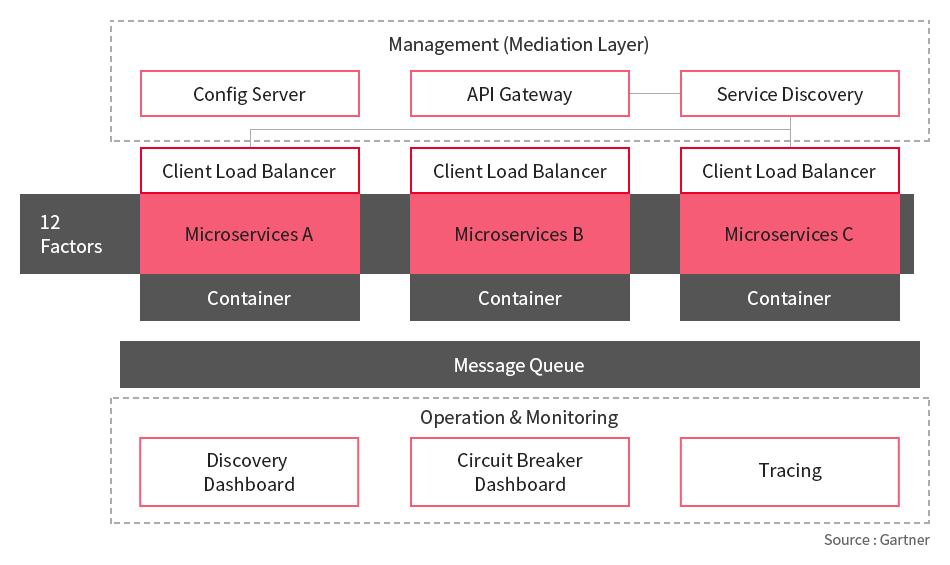 Management (Mediation Layer)
Config Server
API Gateway
Service Discovery
Client Load Balancer
Client Load Balancer
Client Load Balancer
12
Factors
Microservices A
Microservices B
Microservices C
Container
Container
Container
Message Queue
Operation & Monitoring
Discovery
Dashboard
Circuit Breaker
Dashboard
Tracing
Source : Gartner